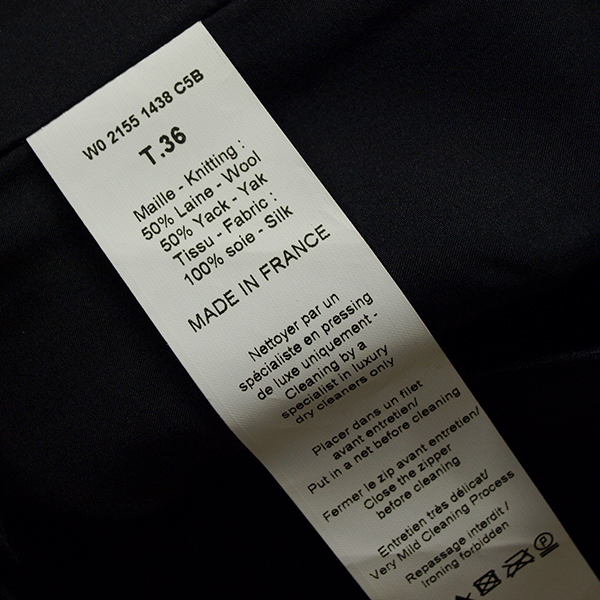 W0 2155 1438 C5B
T.36
Maille - Knitting :
50% Laine - Wool
50% Yack - Yak
Tissu - Fabric :
100% soie - Silk
MADE IN FRANCE
Nettoyer par un
spécialiste en pressing
de luxe uniquement -
Cleaning by a
specialist in luxury
dry cleaners only
Placer dans un filet
avant entretien/
Put in a net before cleaning
Fermer le zip avant entretien/
Close the zipper
before cleaning
Entretien très délicat/
Very Mild Cleaning Process
Repassage interdit /
Ironing forbidden